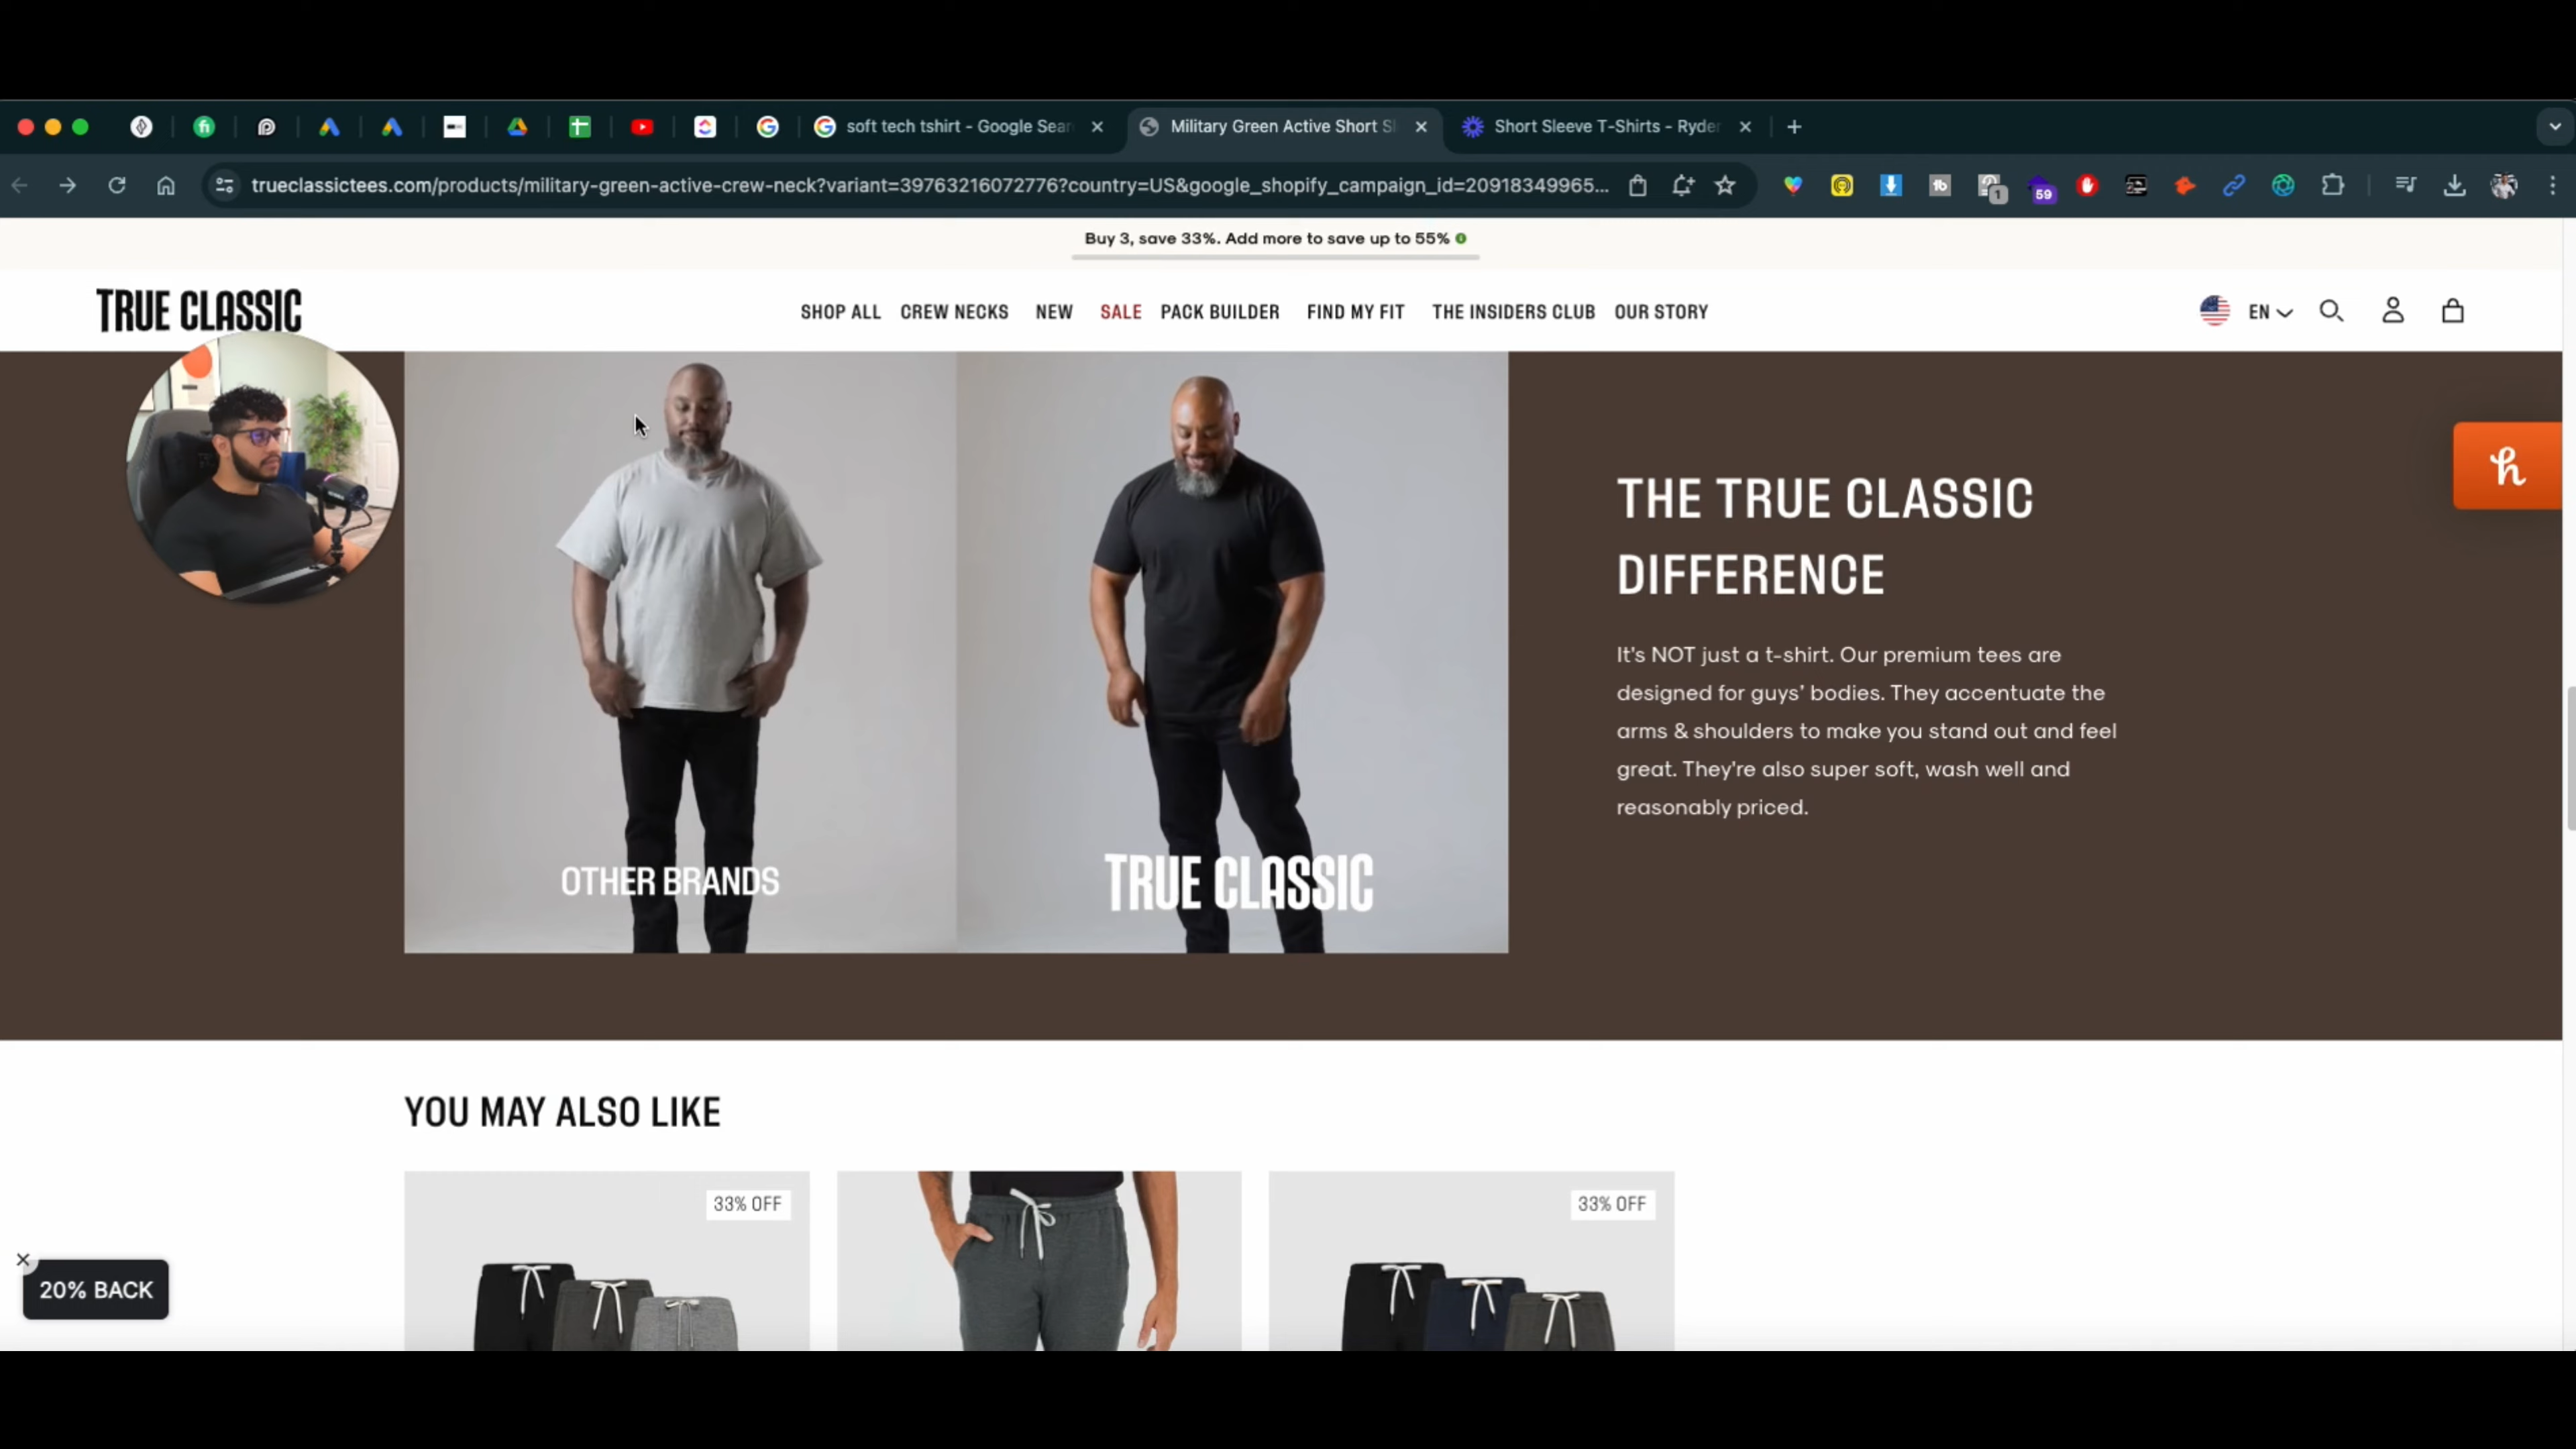 soft tech tshirt - Google Sear
Military Green Active Short Sl
Short Sleeve T-Shirts - Ryder
trueclassictees.com/products/military-green-active-crew-neck?variant=39763216072776?country=US&google_shopify_campaign_id=20918349965...
1
59
Buy 3, save 33%. Add more to save up to 55%
TRUE CLASSIC
SHOP ALL CREW NECKS NEW SALE PACK BUILDER FIND MY FIT THE INSIDERS CLUB OUR STORY
EN
OTHER BRANDS
TRUE CLASSIC
THE TRUE CLASSIC
DIFFERENCE
It's NOT just a t-shirt. Our premium tees are
designed for guys' bodies. They accentuate the
arms & shoulders to make you stand out and feel
great. They're also super soft, wash well and
reasonably priced.
h
YOU MAY ALSO LIKE
33% OFF
33% OFF
20% BACK